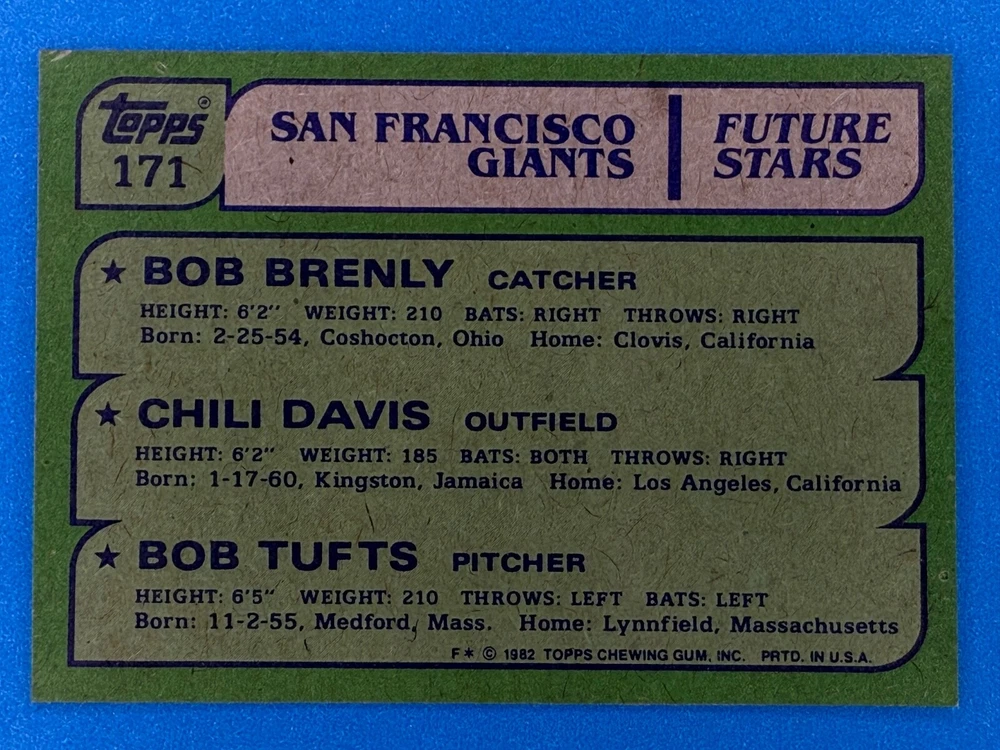 topps
171
SAN FRANCISCO
GIANTS
FUTURE
STARS
★ BOB BRENLY CATCHER
HEIGHT: 6'2" WEIGHT: 210 BATS: RIGHT THROWS: RIGHT
Born: 2-25-54, Coshocton, Ohio Home: Clovis, California
★ CHILI DAVIS OUTFIELD
HEIGHT: 6'2" WEIGHT: 185 BATS: BOTH THROWS: RIGHT
Born: 1-17-60, Kingston, Jamaica Home: Los Angeles, California
★ BOB TUFTS PITCHER
HEIGHT: 6'5" WEIGHT: 210 THROWS: LEFT BATS: LEFT
Born: 11-2-55, Medford, Mass. Home: Lynnfield, Massachusetts
F* © 1982 TOPPS CHEWING GUM, INC. PRTD. IN U.S.A.